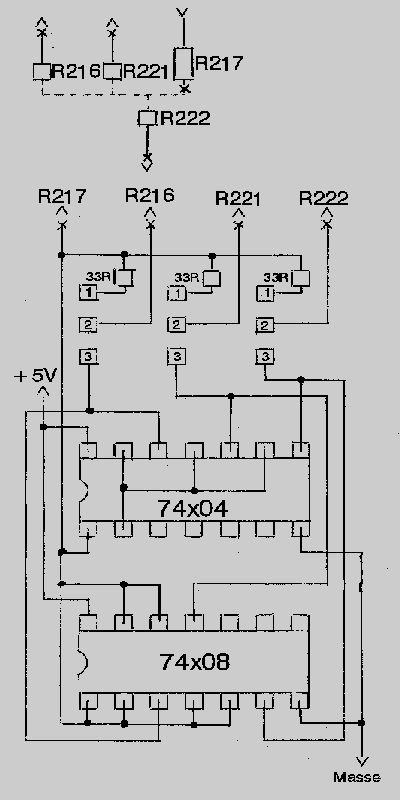 R216 R221 R217
R222
R217 R216 R221 R222
33R 33R 33R
1 1 1
2 2 2
3 3 3
+5V
74x04
74x08
Masse